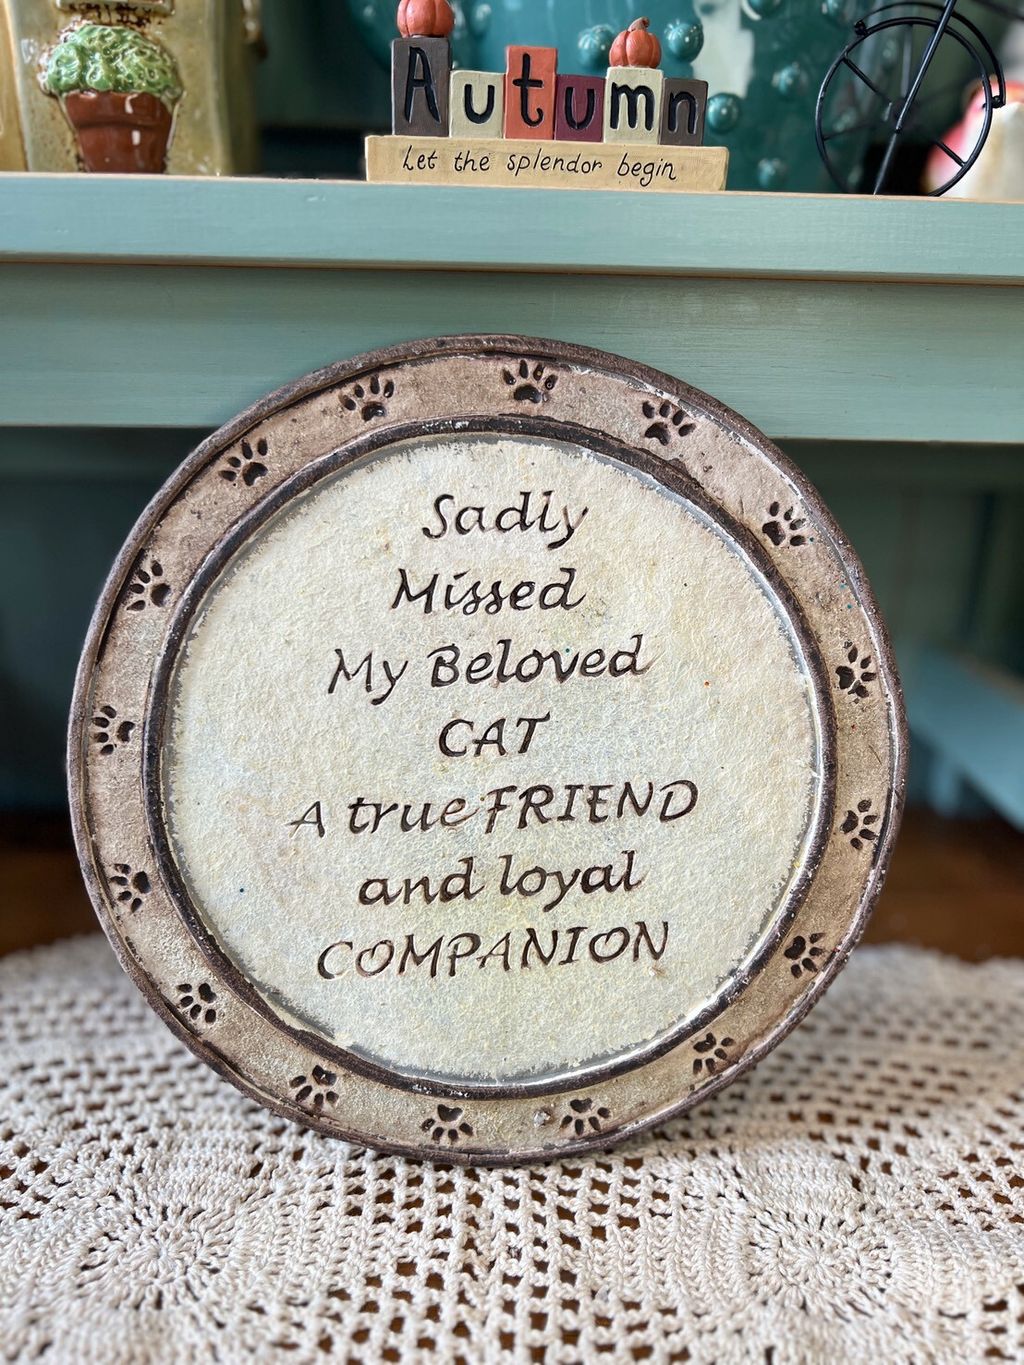 Autumn
Let the splendor begin
Sadly
Missed
My Beloved
CAT
A true FRIEND
and loyal
COMPANION